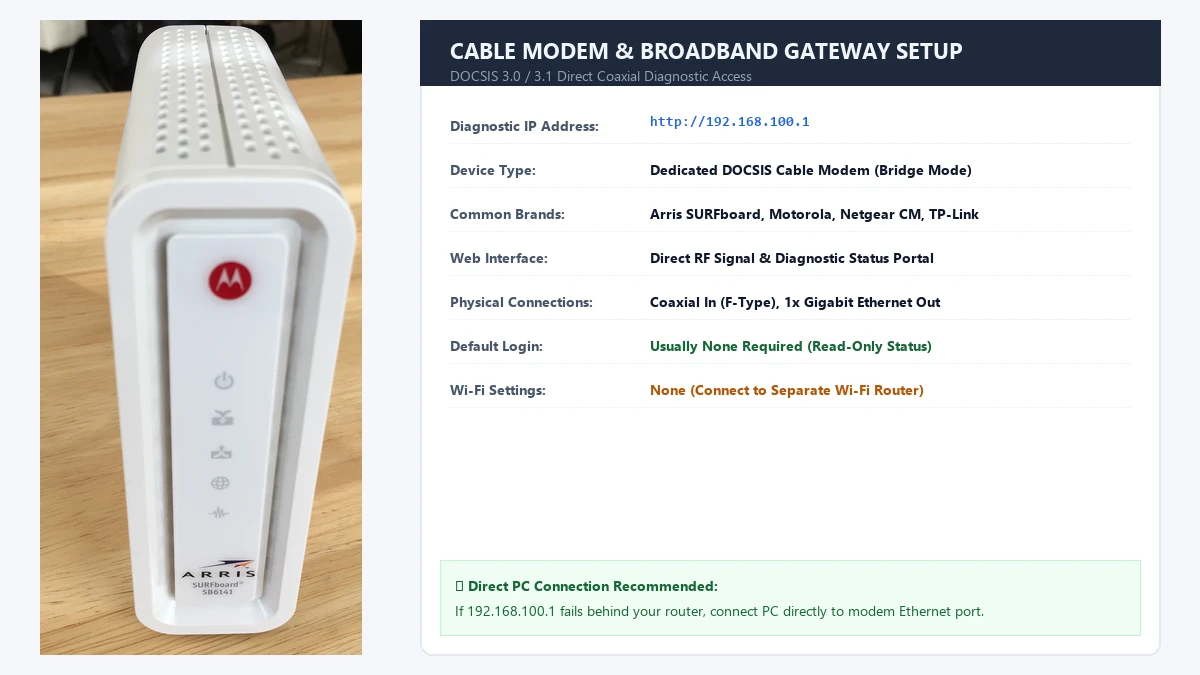 ARRIS
SURFboard™
SB6141
CABLE MODEM & BROADBAND GATEWAY SETUP
DOCSIS 3.0 / 3.1 Direct Coaxial Diagnostic Access
Diagnostic IP Address: http://192.168.100.1
Device Type: Dedicated DOCSIS Cable Modem (Bridge Mode)
Common Brands: Arris SURFboard, Motorola, Netgear CM, TP-Link
Web Interface: Direct RF Signal & Diagnostic Status Portal
Physical Connections: Coaxial In (F-Type), 1x Gigabit Ethernet Out
Default Login: Usually None Required (Read-Only Status)
Wi-Fi Settings: None (Connect to Separate Wi-Fi Router)
Direct PC Connection Recommended:
If 192.168.100.1 fails behind your router, connect PC directly to modem Ethernet port.